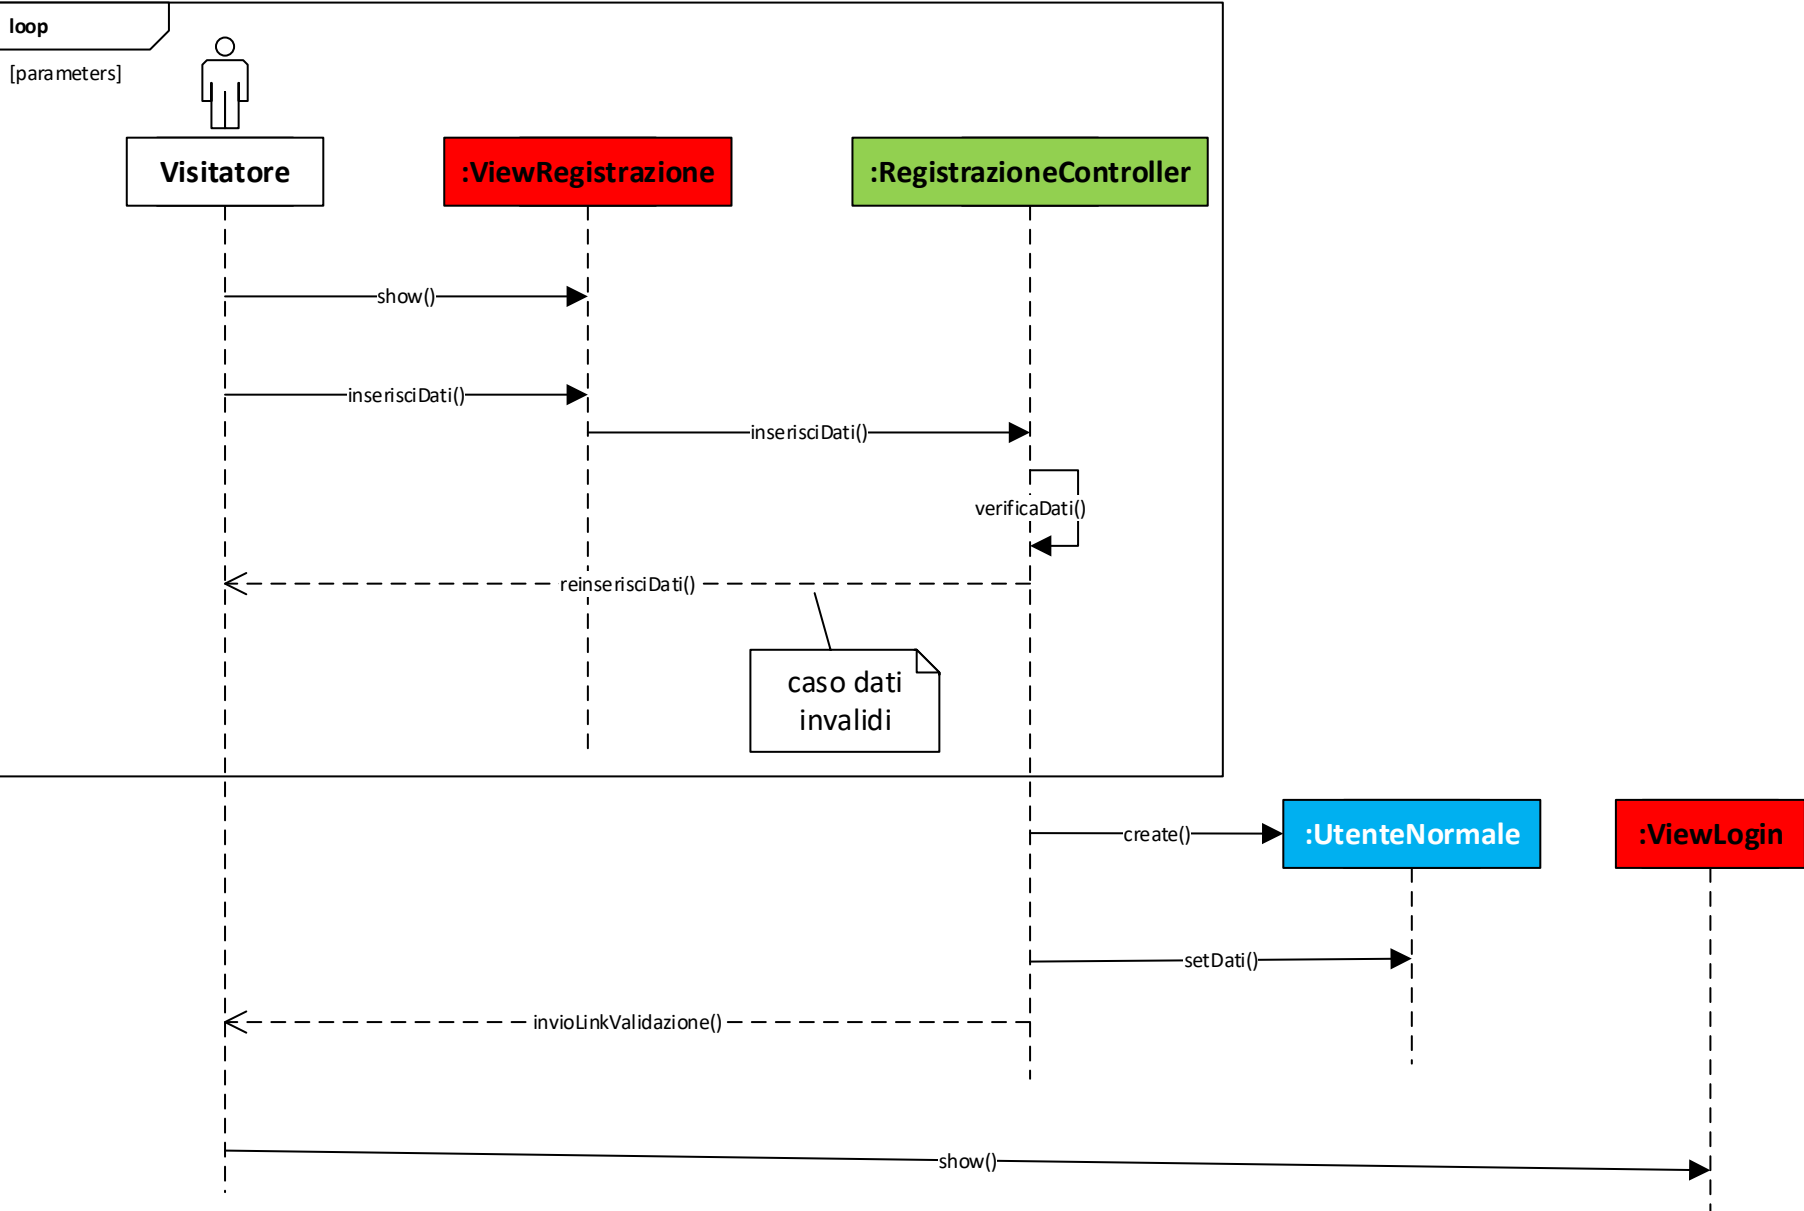 loop
[parameters]
Visitatore
:ViewRegistrazione
:RegistrazioneController
show()
inserisciDati()
inserisciDati()
verificaDati()
reinserisciDati()
caso dati
invalidi
create()
:UtenteNormale
:ViewLogin
setDati()
invioLinkValidazione()
show()